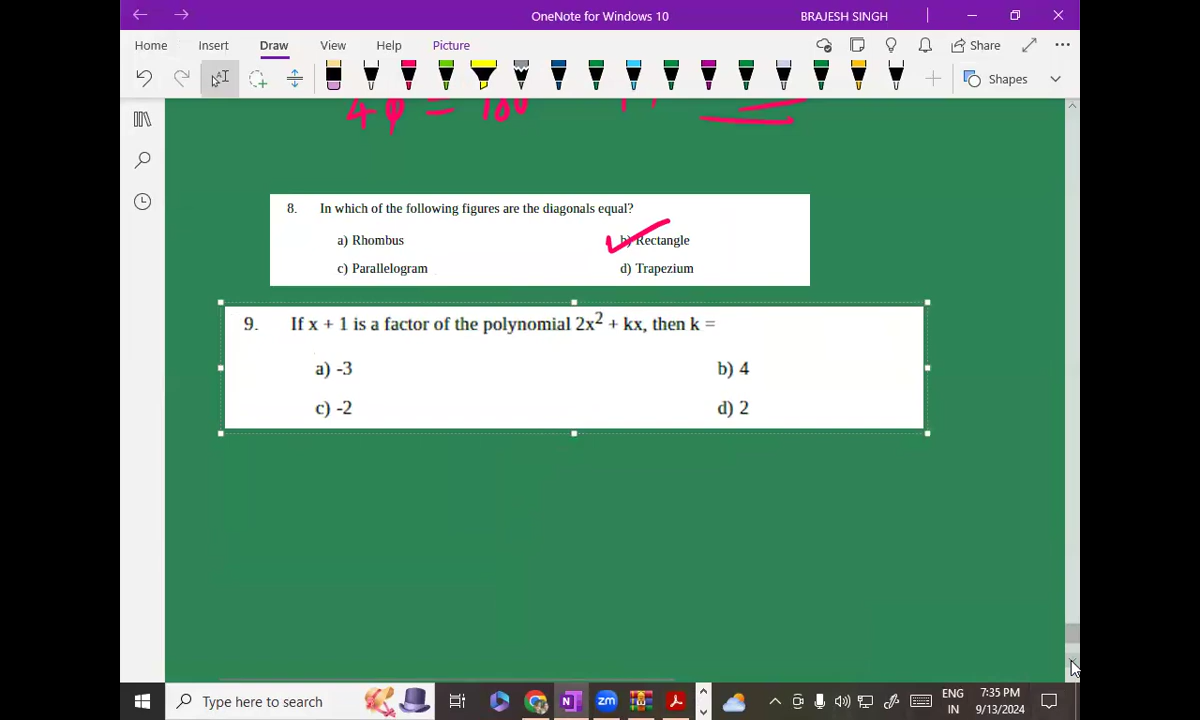 OneNote for Windows 10
BRAJESH SINGH
Home Insert Draw View Help Picture
Share
Shapes
4φ = 180
8. In which of the following figures are the diagonals equal?
a) Rhombus
b) Rectangle
c) Parallelogram
d) Trapezium
9. If x + 1 is a factor of the polynomial 2x² + kx, then k =
a) -3
b) 4
c) -2
d) 2
Type here to search
ENG
IN
7:35 PM
9/13/2024